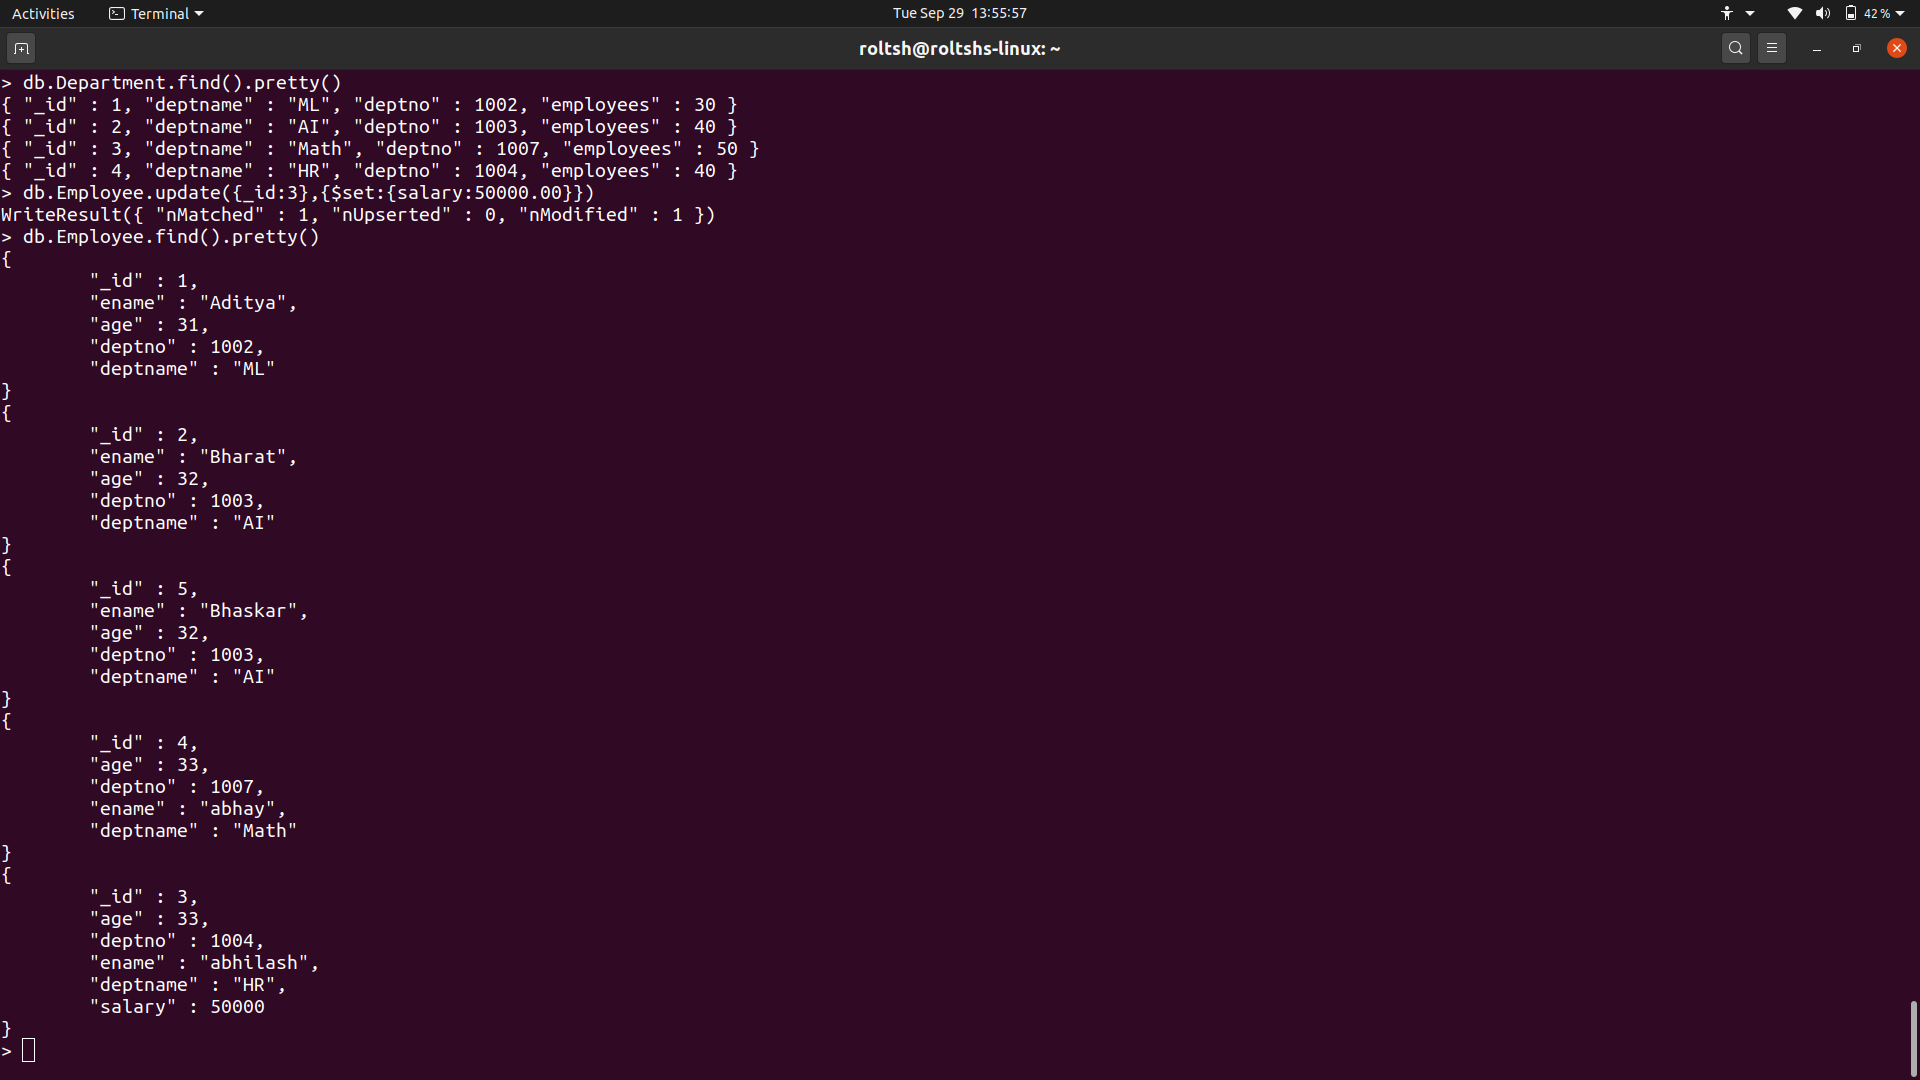 Activities
Terminal
Tue Sep 29 13:55:57
42 %
roltsh@roltshs-linux: ~
> db.Department.find().pretty()
{ "_id" : 1, "deptname" : "ML", "deptno" : 1002, "employees" : 30 }
{ "_id" : 2, "deptname" : "AI", "deptno" : 1003, "employees" : 40 }
{ "_id" : 3, "deptname" : "Math", "deptno" : 1007, "employees" : 50 }
{ "_id" : 4, "deptname" : "HR", "deptno" : 1004, "employees" : 40 }
> db.Employee.update({_id:3},{$set:{salary:50000.00}})
WriteResult({ "nMatched" : 1, "nUpserted" : 0, "nModified" : 1 })
> db.Employee.find().pretty()
{
"_id" : 1,
"ename" : "Aditya",
"age" : 31,
"deptno" : 1002,
"deptname" : "ML"
}
{
"_id" : 2,
"ename" : "Bharat",
"age" : 32,
"deptno" : 1003,
"deptname" : "AI"
}
{
"_id" : 5,
"ename" : "Bhaskar",
"age" : 32,
"deptno" : 1003,
"deptname" : "AI"
}
{
"_id" : 4,
"age" : 33,
"deptno" : 1007,
"ename" : "abhay",
"deptname" : "Math"
}
{
"_id" : 3,
"age" : 33,
"deptno" : 1004,
"ename" : "abhilash",
"deptname" : "HR",
"salary" : 50000
}
>